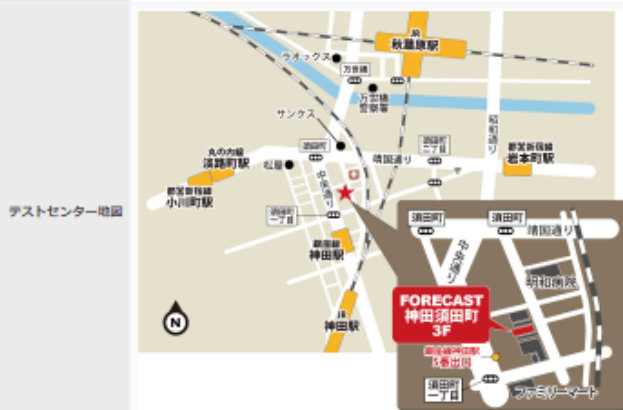 テストセンター地図
JR
秋葉原駅
ラオックス
万世橋
万世橋
警察署
サンクス
昭和通り
丸の内線
淡路町駅
須田町
松屋
靖国通り
須田町
二丁目
都営新宿線
岩本町駅
都営新宿線
小川町駅
中央通り
須田町
一丁目
銀座線
神田駅
JR
神田駅
N
須田町
須田町
靖国通り
中央通り
明和病院
FORECAST
神田須田町
3F
銀座線神田駅
5番出口
須田町
一丁目
ファミリーマート